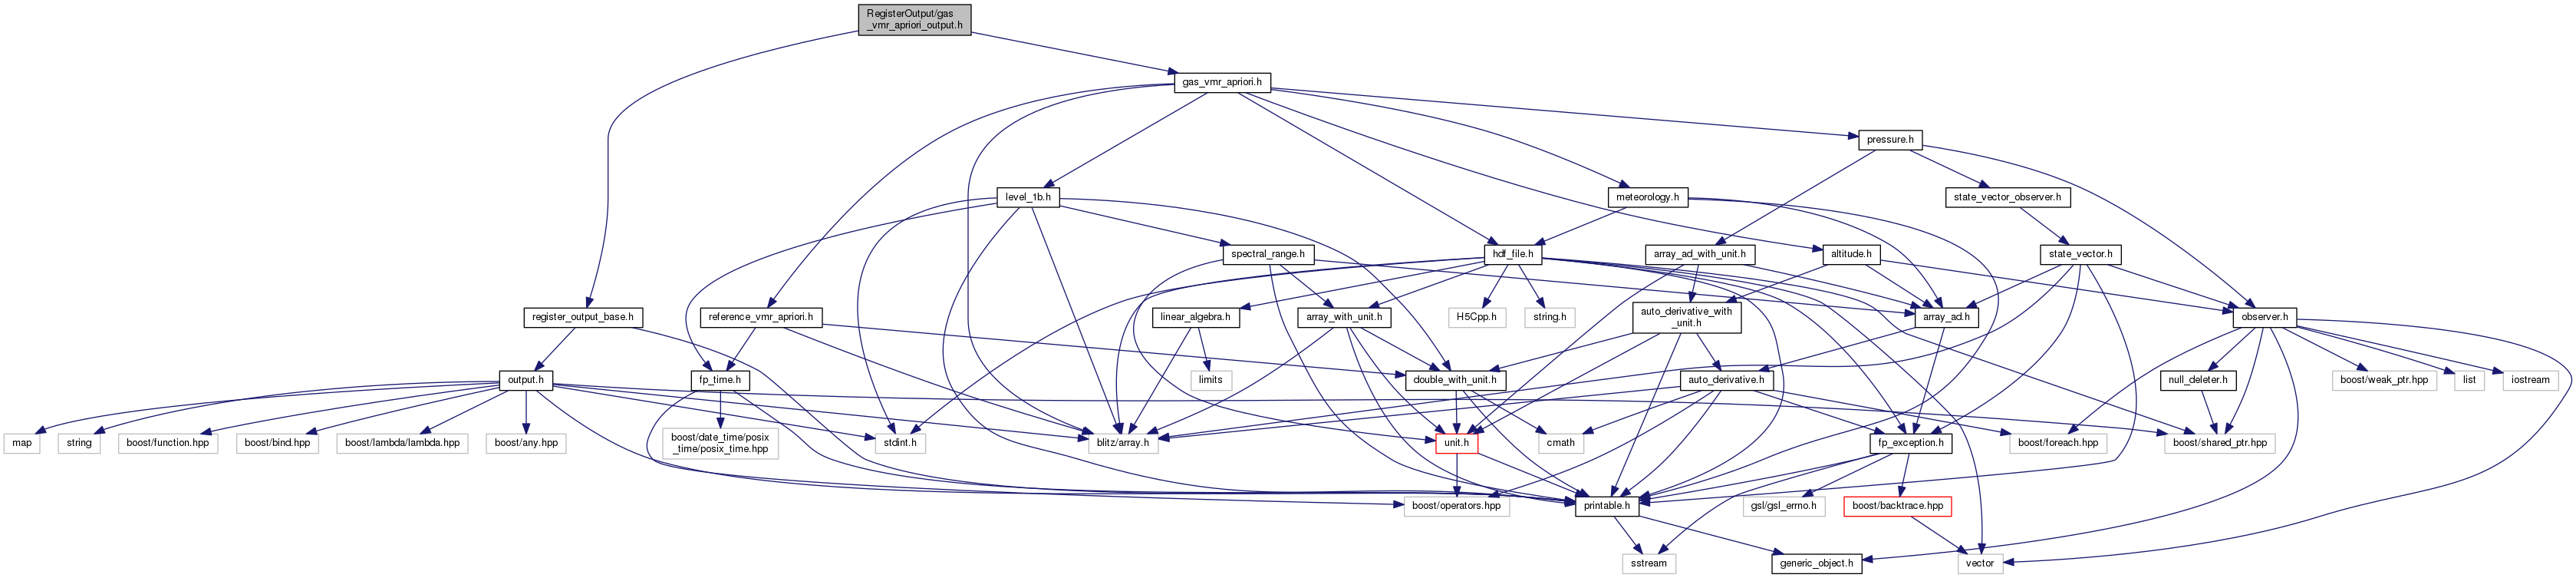 RegisterOutput/gas
_vmr_apriori_output.h
gas_vmr_apriori.h
pressure.h
level_1b.h
meteorology.h
state_vector_observer.h
spectral_range.h
hdf_file.h
array_ad_with_unit.h
altitude.h
state_vector.h
register_output_base.h
reference_vmr_apriori.h
linear_algebra.h
array_with_unit.h
H5Cpp.h
string.h
auto_derivative_with
_unit.h
array_ad.h
observer.h
output.h
fp_time.h
limits
double_with_unit.h
auto_derivative.h
null_deleter.h
boost/weak_ptr.hpp
list
iostream
map
string
boost/function.hpp
boost/bind.hpp
boost/lambda/lambda.hpp
boost/any.hpp
boost/date_time/posix
_time/posix_time.hpp
stdint.h
blitz/array.h
unit.h
cmath
fp_exception.h
boost/foreach.hpp
boost/shared_ptr.hpp
boost/operators.hpp
printable.h
gsl/gsl_errno.h
boost/backtrace.hpp
sstream
generic_object.h
vector